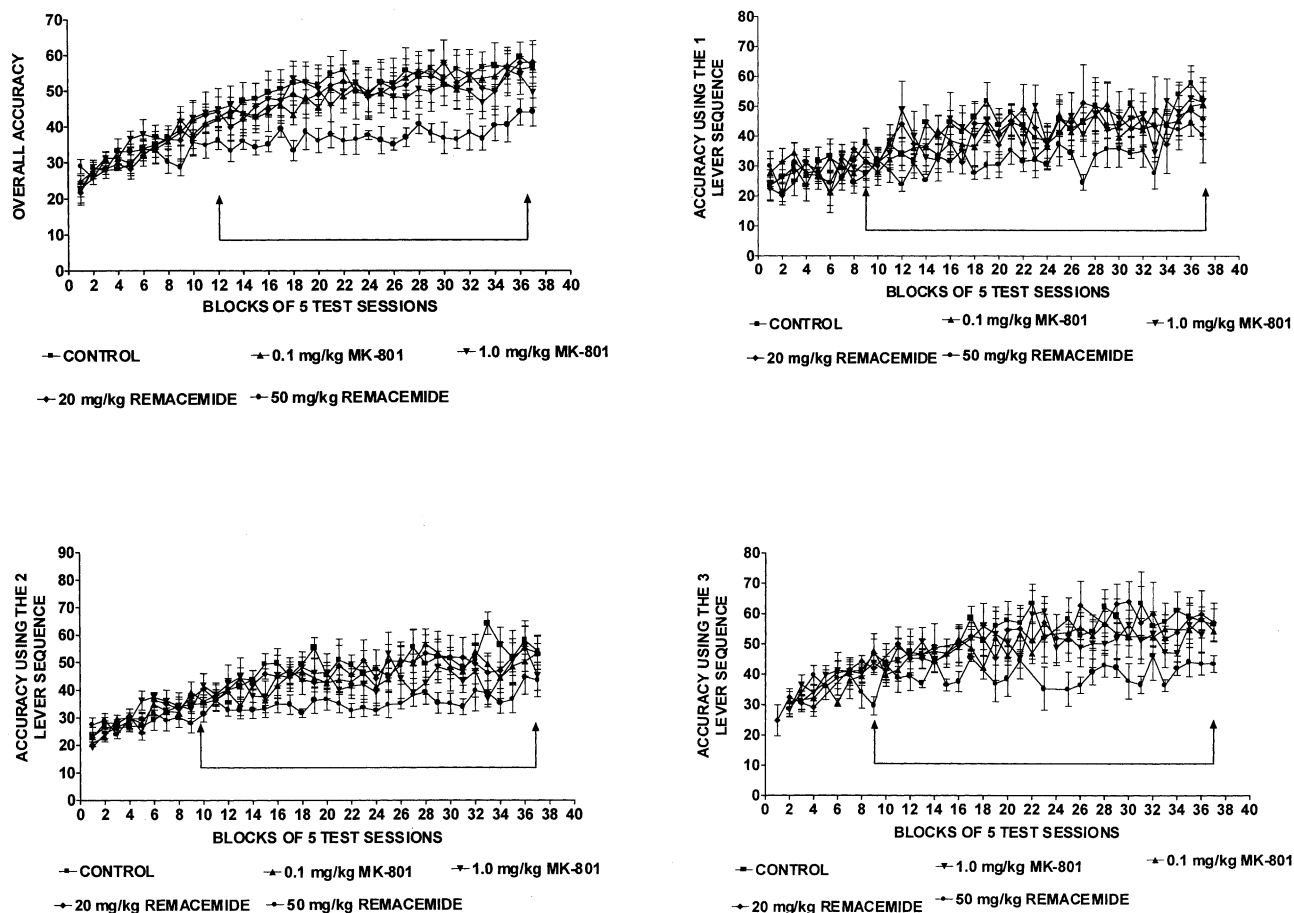 OVERALL ACCURACY
70
60
50
40
30
20
10
0
0 2 4 6 8 10 12 14 16 18 20 22 24 26 28 30 32 34 36 38 40
BLOCKS OF 5 TEST SESSIONS
CONTROL
0.1 mg/kg MK-801
1.0 mg/kg MK-801
20 mg/kg REMACEMIDE
50 mg/kg REMACEMIDE
ACCURACY USING THE 1
LEVER SEQUENCE
80
70
60
50
40
30
20
10
0
0 2 4 6 8 10 12 14 16 18 20 22 24 26 28 30 32 34 36 38 40
BLOCKS OF 5 TEST SESSIONS
CONTROL
0.1 mg/kg MK-801
1.0 mg/kg MK-801
20 mg/kg REMACEMIDE
50 mg/kg REMACEMIDE
ACCURACY USING THE 2
LEVER SEQUENCE
90
80
70
60
50
40
30
20
10
0
0 2 4 6 8 10 12 14 16 18 20 22 24 26 28 30 32 34 36 38 40
BLOCKS OF 5 TEST SESSIONS
CONTROL
0.1 mg/kg MK-801
1.0 mg/kg MK-801
20 mg/kg REMACEMIDE
50 mg/kg REMACEMIDE
ACCURACY USING THE 3
LEVER SEQUENCE
80
70
60
50
40
30
20
10
0
0 2 4 6 8 10 12 14 16 18 20 22 24 26 28 30 32 34 36 38 40
BLOCKS OF 5 TEST SESSIONS
CONTROL
1.0 mg/kg MK-801
0.1 mg/kg MK-801
20 mg/kg REMACEMIDE
50 mg/kg REMACEMIDE